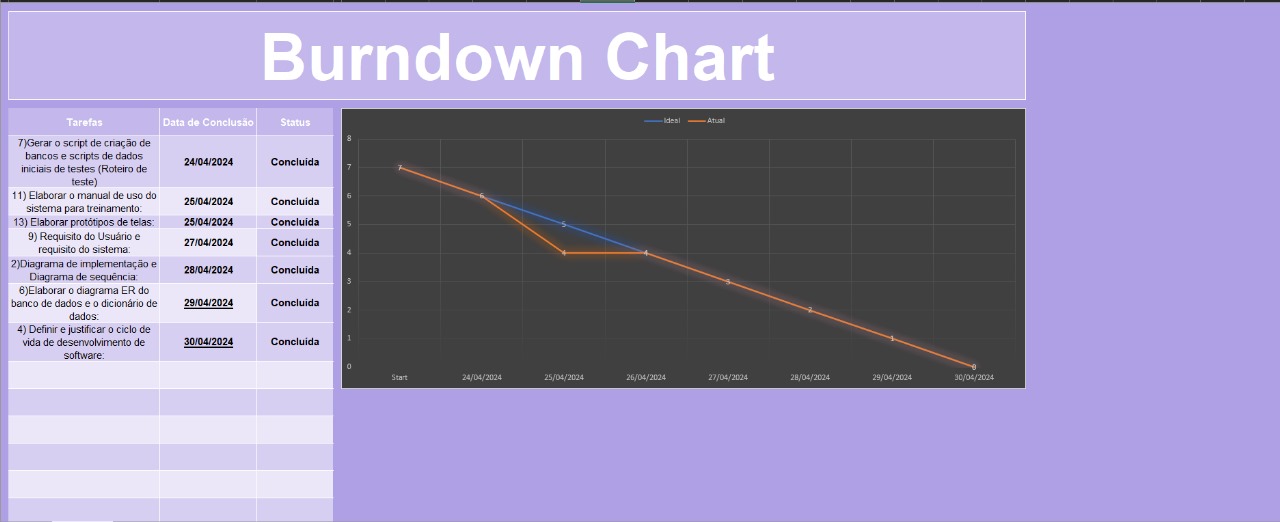 Burndown Chart
Tarefas Data de Conclusão Status
7)Gerar o script de criação de
bancos e scripts de dados
iniciais de testes (Roteiro de
teste)
24/04/2024 Concluída
11) Elaborar o manual de uso do
sistema para treinamento:
25/04/2024 Concluída
13) Elaborar protótipos de telas: 25/04/2024 Concluída
9) Requisito do Usuário e
requisito do sistema:
27/04/2024 Concluída
2)Diagrama de implementação e
Diagrama de sequência:
28/04/2024 Concluída
6)Elaborar o diagrama ER do
banco de dados e o dicionário de
dados:
29/04/2024 Concluída
4) Definir e justificar o ciclo de
vida de desenvolvimento de
software:
30/04/2024 Concluída
Ideal Atual
8
7
6
5
4
3
2
1
0
7
6
5
4
4
3
2
1
0
Start 24/04/2024 25/04/2024 26/04/2024 27/04/2024 28/04/2024 29/04/2024 30/04/2024